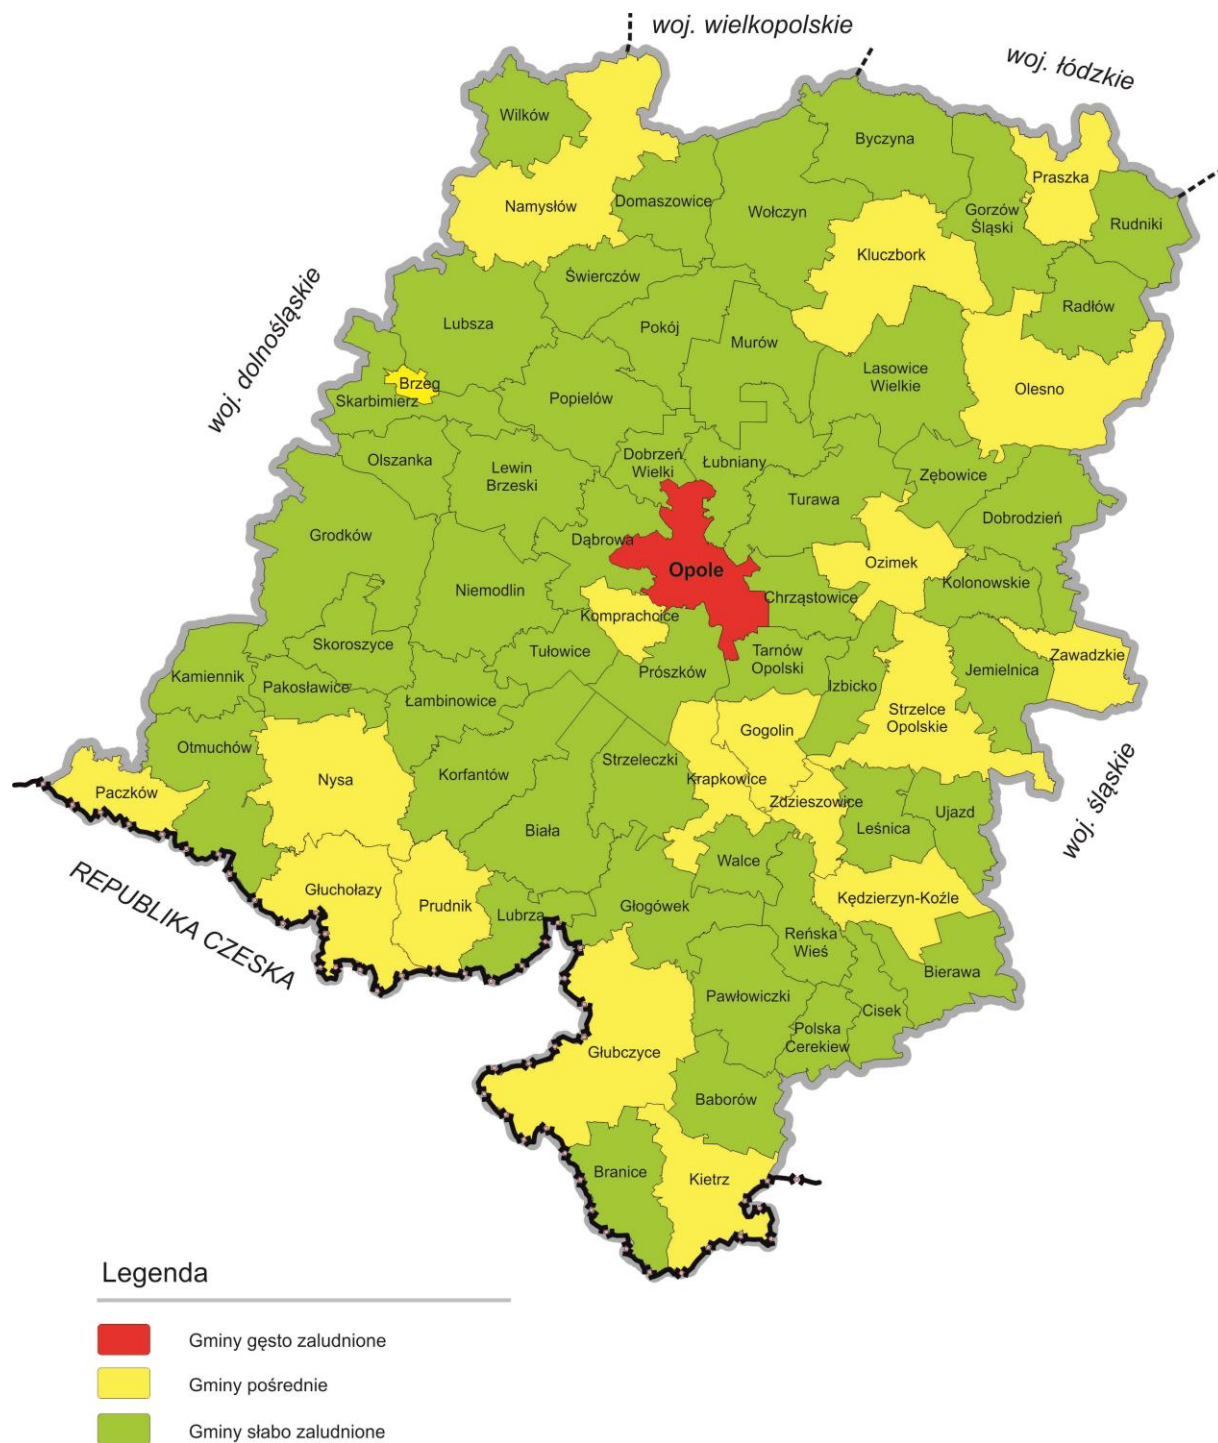 woj. wielkopolskie
woj. łódzkie
Wilków
Byczyna
Praszka
Namysłów
Domaszowice
Wołczyn
Gorzów
Śląski
Rudniki
Kluczbork
Świerczów
Radłów
Lubsza
Pokój
Murów
woj. dolnośląskie
Lasowice
Wielkie
Brzeg
Olesno
Skarbimierz
Popielów
Olszanka
Lewin
Brzeski
Dobrzeń
Wielki
Łubniany
Zębowice
Turawa
Dobrodzień
Grodków
Dąbrowa
Opole
Ozimek
Kolonowskie
Niemodlin
Chrząstowice
Komprachcice
Skoroszyce
Tułowice
Prószków
Tarnów
Opolski
Zawadzkie
Kamiennik
Pakosławice
Jemielnica
Izbicko
Łambinowice
Strzelce
Opolskie
Gogolin
Otmuchów
Strzeleczki
Nysa
Korfantów
Krapkowice
Paczków
Zdzieszowice
woj. śląskie
Ujazd
Biała
Leśnica
Walce
Głuchołazy
Prudnik
Kędzierzyn-Koźle
Głogówek
Lubrza
REPUBLIKA CZESKA
Reńska
Wieś
Bierawa
Pawłowiczki
Cisek
Polska
Cerekiew
Głubczyce
Baborów
Branice
Kietrz
Legenda
Gminy gęsto zaludnione
Gminy pośrednie
Gminy słabo zaludnione